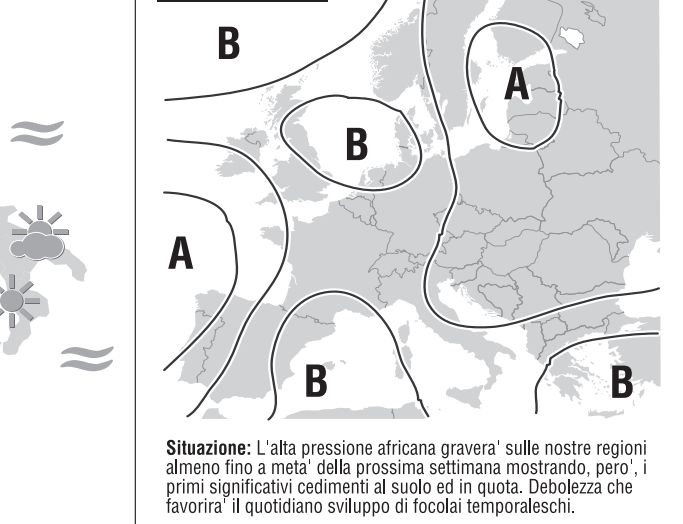 B
A
B
A
B
B
Situazione: L'alta pressione africana gravera' sulle nostre regioni
almeno fino a meta' della prossima settimana mostrando, pero', i
primi significativi cedimenti al suolo ed in quota. Debolezza che
favorira' il quotidiano sviluppo di focolai temporaleschi.